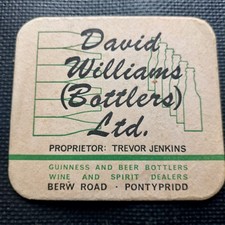 David
Williams
(Bottlers)
Ltd.
PROPRIETOR: TREVOR JENKINS
GUINNESS AND BEER BOTTLERS
WINE AND SPIRIT DEALERS
BERW ROAD · PONTYPRIDD